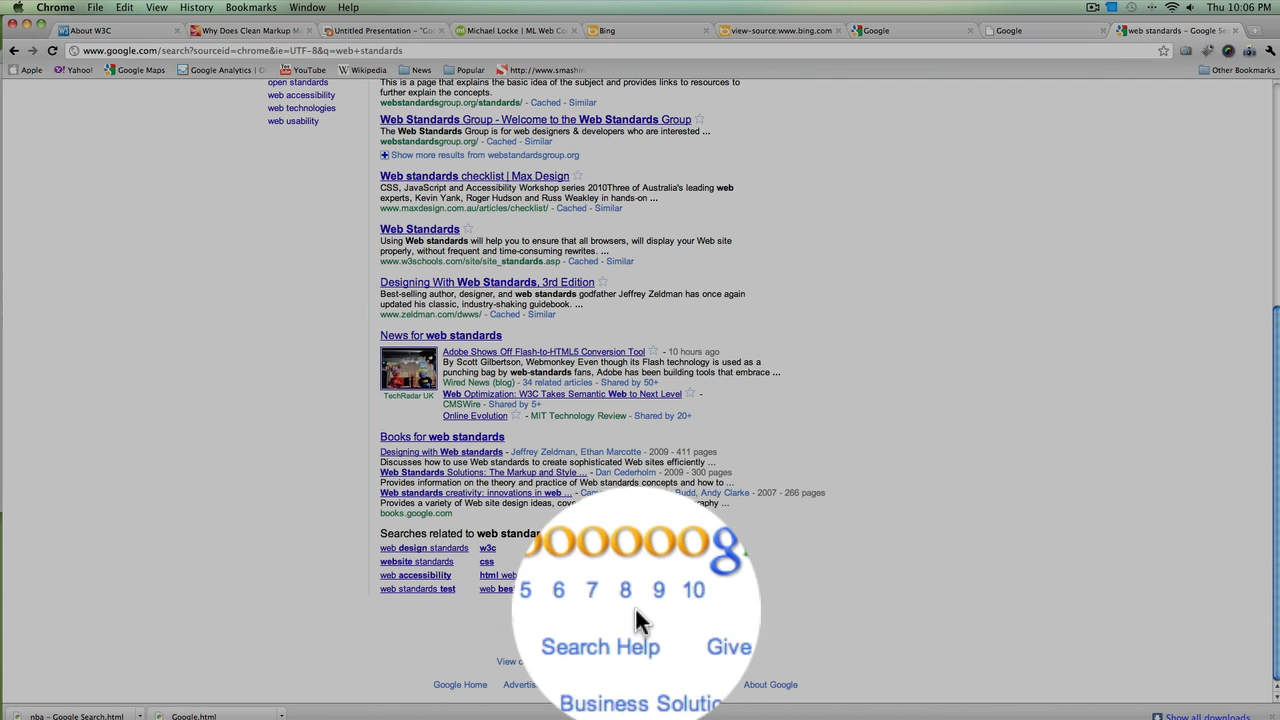 Chrome File Edit View History Bookmarks Window Help Thu 10:06 PM
About W3C Why Does Clean Markup Ma Untitled Presentation - "Go Michael Locke | ML Web Co Bing view-source:www.bing.com Google Google web standards - Google Se
www.google.com/search?sourceid=chrome&ie=UTF-8&q=web+standards
Apple Yahoo! Google Maps Google Analytics | YouTube Wikipedia News Popular http://www.smashin Other Bookmarks
open standards
web accessibility
web technologies
web usability
This is a page that explains the basic idea of the subject and provides links to resources to
further explain the concepts.
webstandardsgroup.org/standards/ - Cached - Similar
Web Standards Group - Welcome to the Web Standards Group
The Web Standards Group is for web designers & developers who are interested ...
webstandardsgroup.org/ - Cached - Similar
Show more results from webstandardsgroup.org
Web standards checklist | Max Design
CSS, JavaScript and Accessibility Workshop series 2010Three of Australia's leading web
experts, Kevin Yank, Roger Hudson and Russ Weakley in hands-on ...
www.maxdesign.com.au/articles/checklist/ - Cached - Similar
Web Standards
Using Web standards will help you to ensure that all browsers, will display your Web site
properly, without frequent and time-consuming rewrites. ...
www.w3schools.com/site/site_standards.asp - Cached - Similar
Designing With Web Standards, 3rd Edition
Best-selling author, designer, and web standards godfather Jeffrey Zeldman has once again
updated his classic, industry-shaking guidebook. ...
www.zeldman.com/dwws/ - Cached - Similar
News for web standards
Adobe Shows Off Flash-to-HTML5 Conversion Tool - 10 hours ago
By Scott Gilbertson, Webmonkey Even though its Flash technology is used as a
punching bag by web-standards fans, Adobe has been building tools that embrace ...
Wired News (blog) - 34 related articles - Shared by 50+
TechRadar UK
Web Optimization: W3C Takes Semantic Web to Next Level -
CMSWire - Shared by 5+
Online Evolution - MIT Technology Review - Shared by 20+
Books for web standards
Designing with Web Standards - Jeffrey Zeldman, Ethan Marcotte - 2009 - 411 pages
Discusses how to use Web standards to create sophisticated Web sites efficiently ...
Web Standards Solutions: The Markup and Style ... - Dan Cederholm - 2009 - 300 pages
Provides information on the theory and practice of Web standards concepts and how to ...
Web standards creativity: innovations in web ... - Cam Budd, Andy Clarke - 2007 - 266 pages
Provides a variety of Web site design ideas, cov graphy ...
books.google.com
Searches related to web standar
web design standards w3c
website standards css
web accessibility html web
web standards test web bes
ooooog
5 6 7 8 9 10
Search Help Give
View c
Google Home Advertis Business Solutio About Google
nba - Google Search.html Google.html Show all downloads